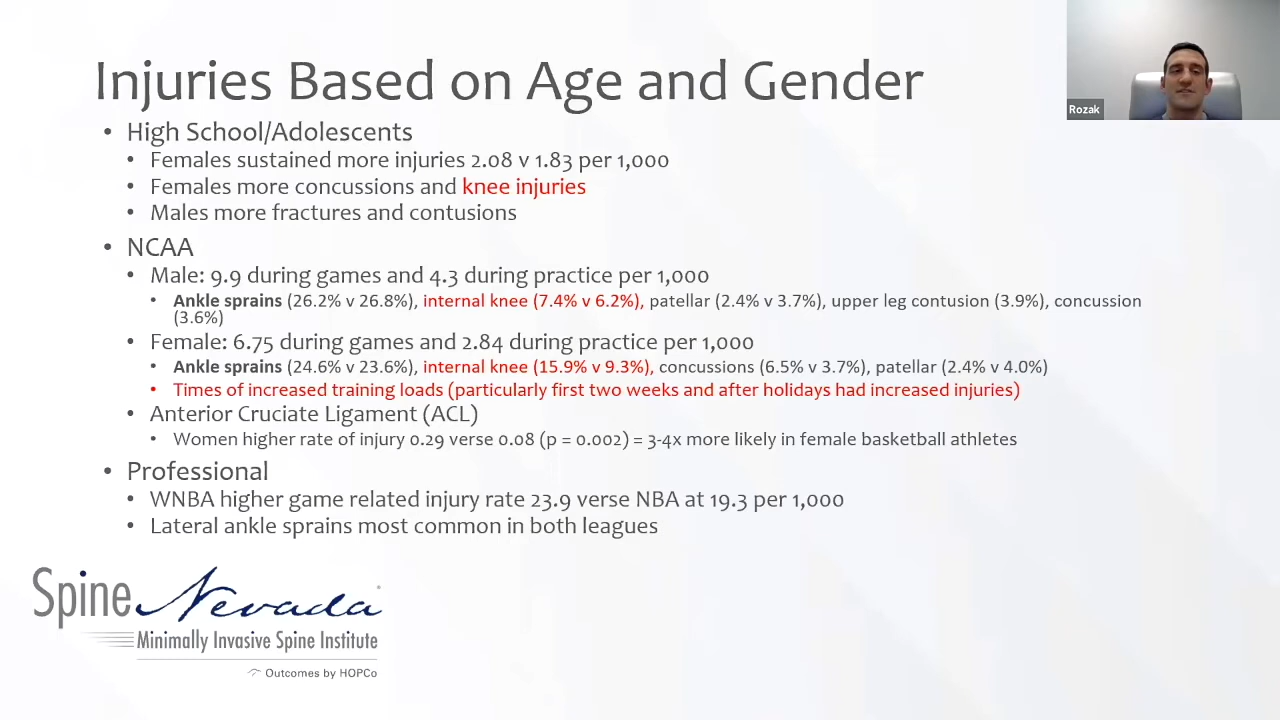 Injuries Based on Age and Gender
Rozak
• High School/Adolescents
• Females sustained more injuries 2.08 v 1.83 per 1,000
• Females more concussions and knee injuries
• Males more fractures and contusions
• NCAA
• Male: 9.9 during games and 4.3 during practice per 1,000
• Ankle sprains (26.2% v 26.8%), internal knee (7.4% v 6.2%), patellar (2.4% v 3.7%), upper leg contusion (3.9%), concussion
(3.6%)
• Female: 6.75 during games and 2.84 during practice per 1,000
• Ankle sprains (24.6% v 23.6%), internal knee (15.9% v 9.3%), concussions (6.5% v 3.7%), patellar (2.4% v 4.0%)
• Times of increased training loads (particularly first two weeks and after holidays had increased injuries)
• Anterior Cruciate Ligament (ACL)
• Women higher rate of injury 0.29 verse 0.08 (p = 0.002) = 3-4x more likely in female basketball athletes
• Professional
• WNBA higher game related injury rate 23.9 verse NBA at 19.3 per 1,000
• Lateral ankle sprains most common in both leagues
Spine Nevada
Minimally Invasive Spine Institute
Outcomes by HOPCo